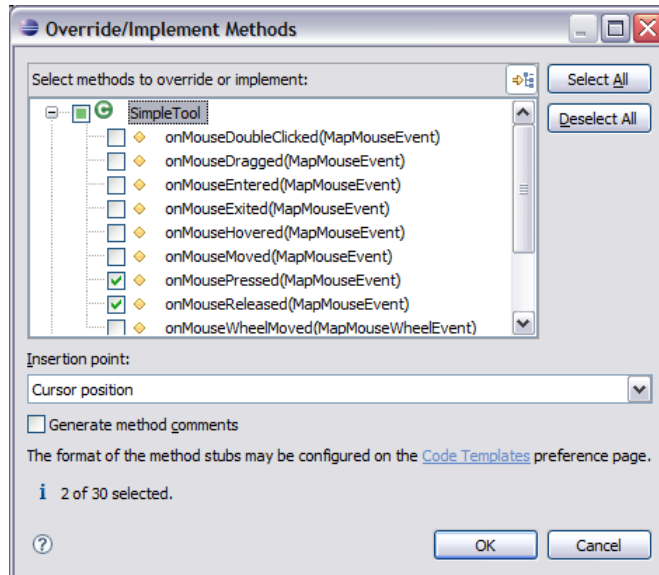 Override/Implement Methods
Select methods to override or implement:
Select All
SimpleTool
Deselect All
onMouseDoubleClicked(MapMouseEvent)
onMouseDragged(MapMouseEvent)
onMouseEntered(MapMouseEvent)
onMouseExited(MapMouseEvent)
onMouseHovered(MapMouseEvent)
onMouseMoved(MapMouseEvent)
onMousePressed(MapMouseEvent)
onMouseReleased(MapMouseEvent)
onMouseWheelMoved(MapMouseWheelEvent)
Insertion point:
Cursor position
Generate method comments
The format of the method stubs may be configured on the Code Templates preference page.
i 2 of 30 selected.
? OK Cancel